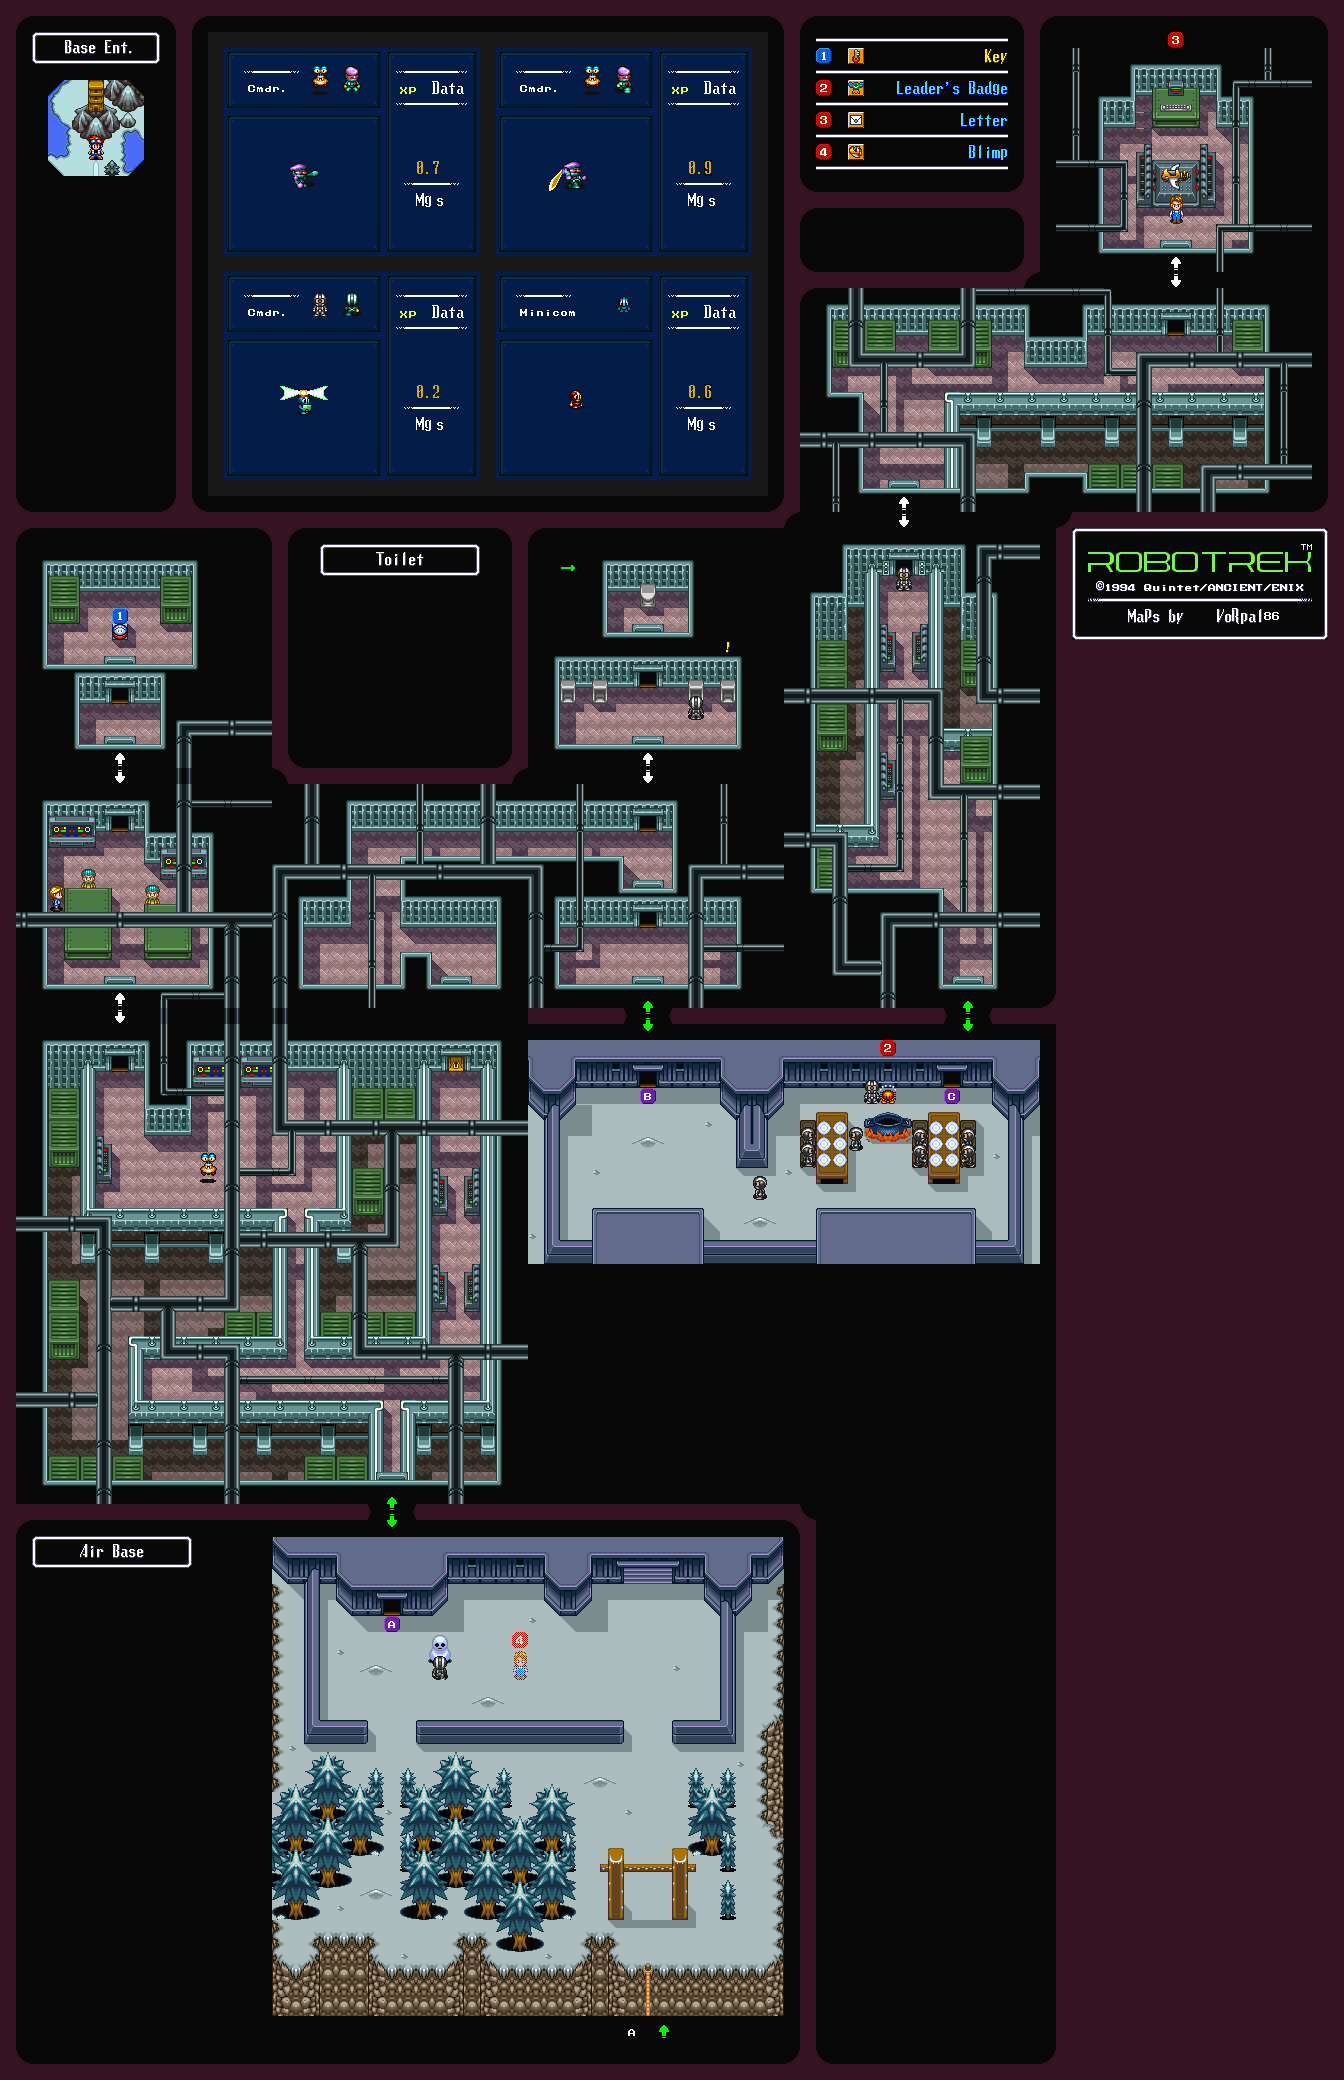 Base Ent.
Cmdr.
XP Data
0.7
Mg s
Cmdr.
XP Data
0.9
Mg s
Cmdr.
XP Data
0.2
Mg s
Minicom
XP Data
0.6
Mg s
1 Key
2 Leader's Badge
3 Letter
4 Blimp
3
Toilet
!
1
ROBOTREK™
©1994 Quintet/ANCIENT/ENIX
MaPs by VoRpal86
2
B
C
Air Base
A
4
A